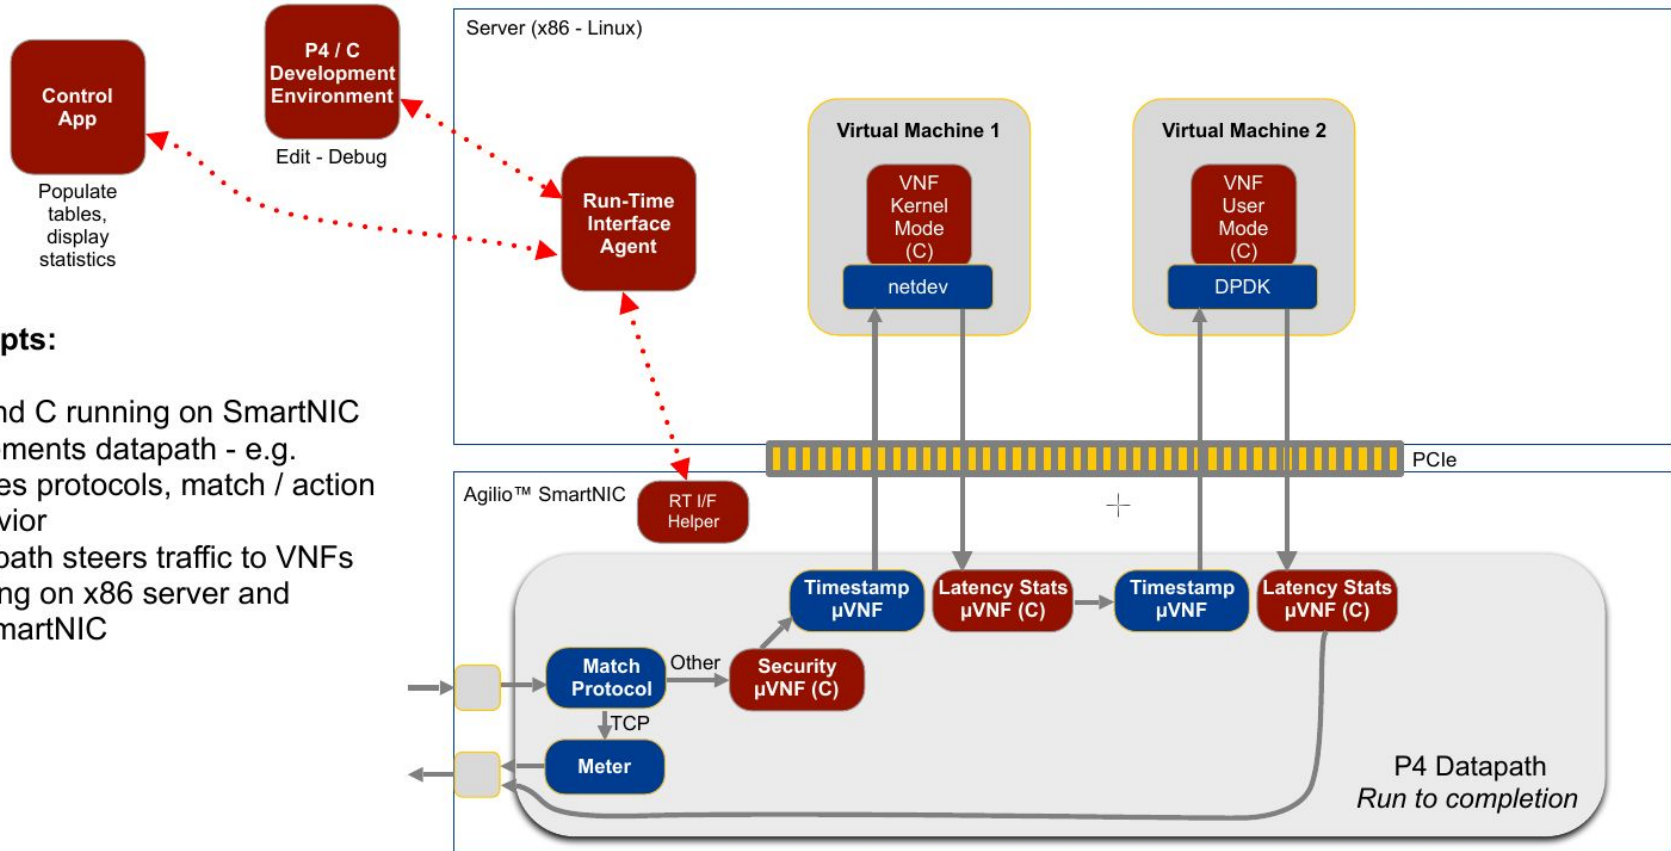 Server (x86 - Linux)
P4 / C
Development
Environment
Edit - Debug
Control
App
Populate
tables,
display
statistics
Run-Time
Interface
Agent
Virtual Machine 1
VNF
Kernel
Mode
(C)
netdev
Virtual Machine 2
VNF
User
Mode
(C)
DPDK
pts:
nd C running on SmartNIC
ements datapath - e.g.
es protocols, match / action
vior
path steers traffic to VNFs
ng on x86 server and
martNIC
PCIe
Agilio™ SmartNIC
RT I/F
Helper
Timestamp
µVNF
Latency Stats
µVNF (C)
Timestamp
µVNF
Latency Stats
µVNF (C)
Match
Protocol
Other
Security
µVNF (C)
TCP
Meter
P4 Datapath
Run to completion